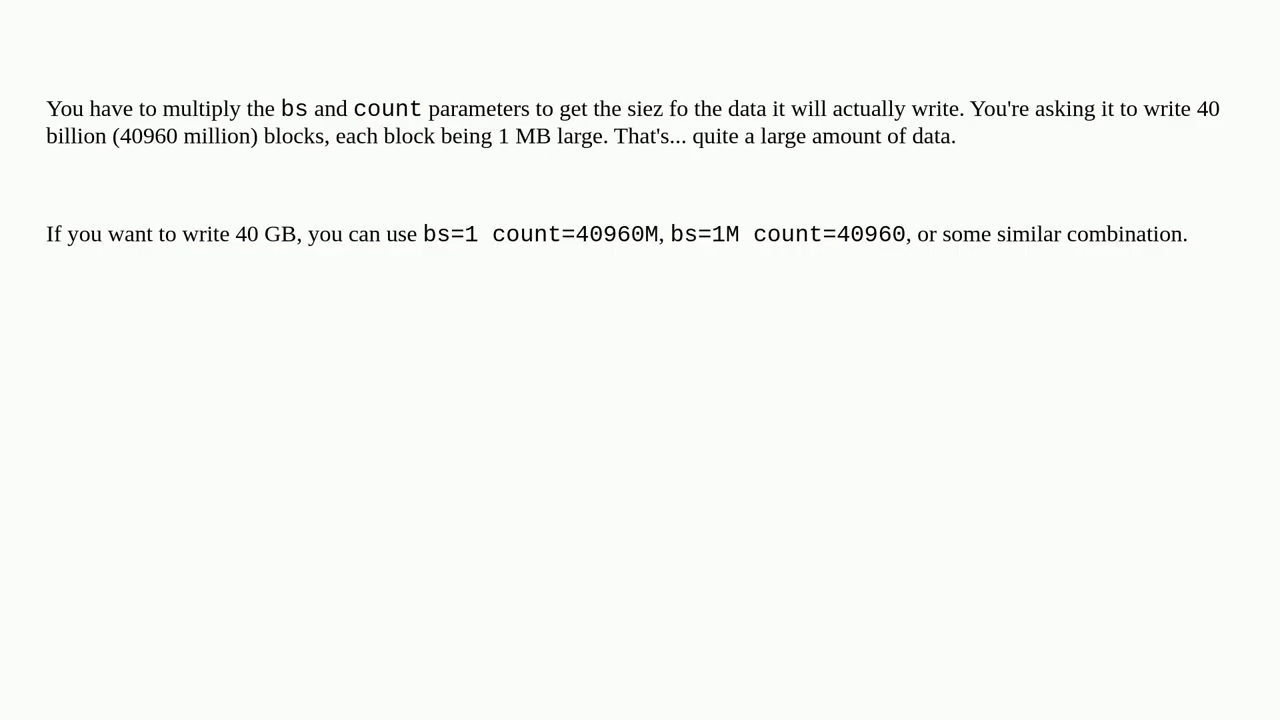 You have to multiply the bs and count parameters to get the siez fo the data it will actually write. You're asking it to write 40
billion (40960 million) blocks, each block being 1 MB large. That's... quite a large amount of data.
If you want to write 40 GB, you can use bs=1 count=40960M, bs=1M count=40960, or some similar combination.